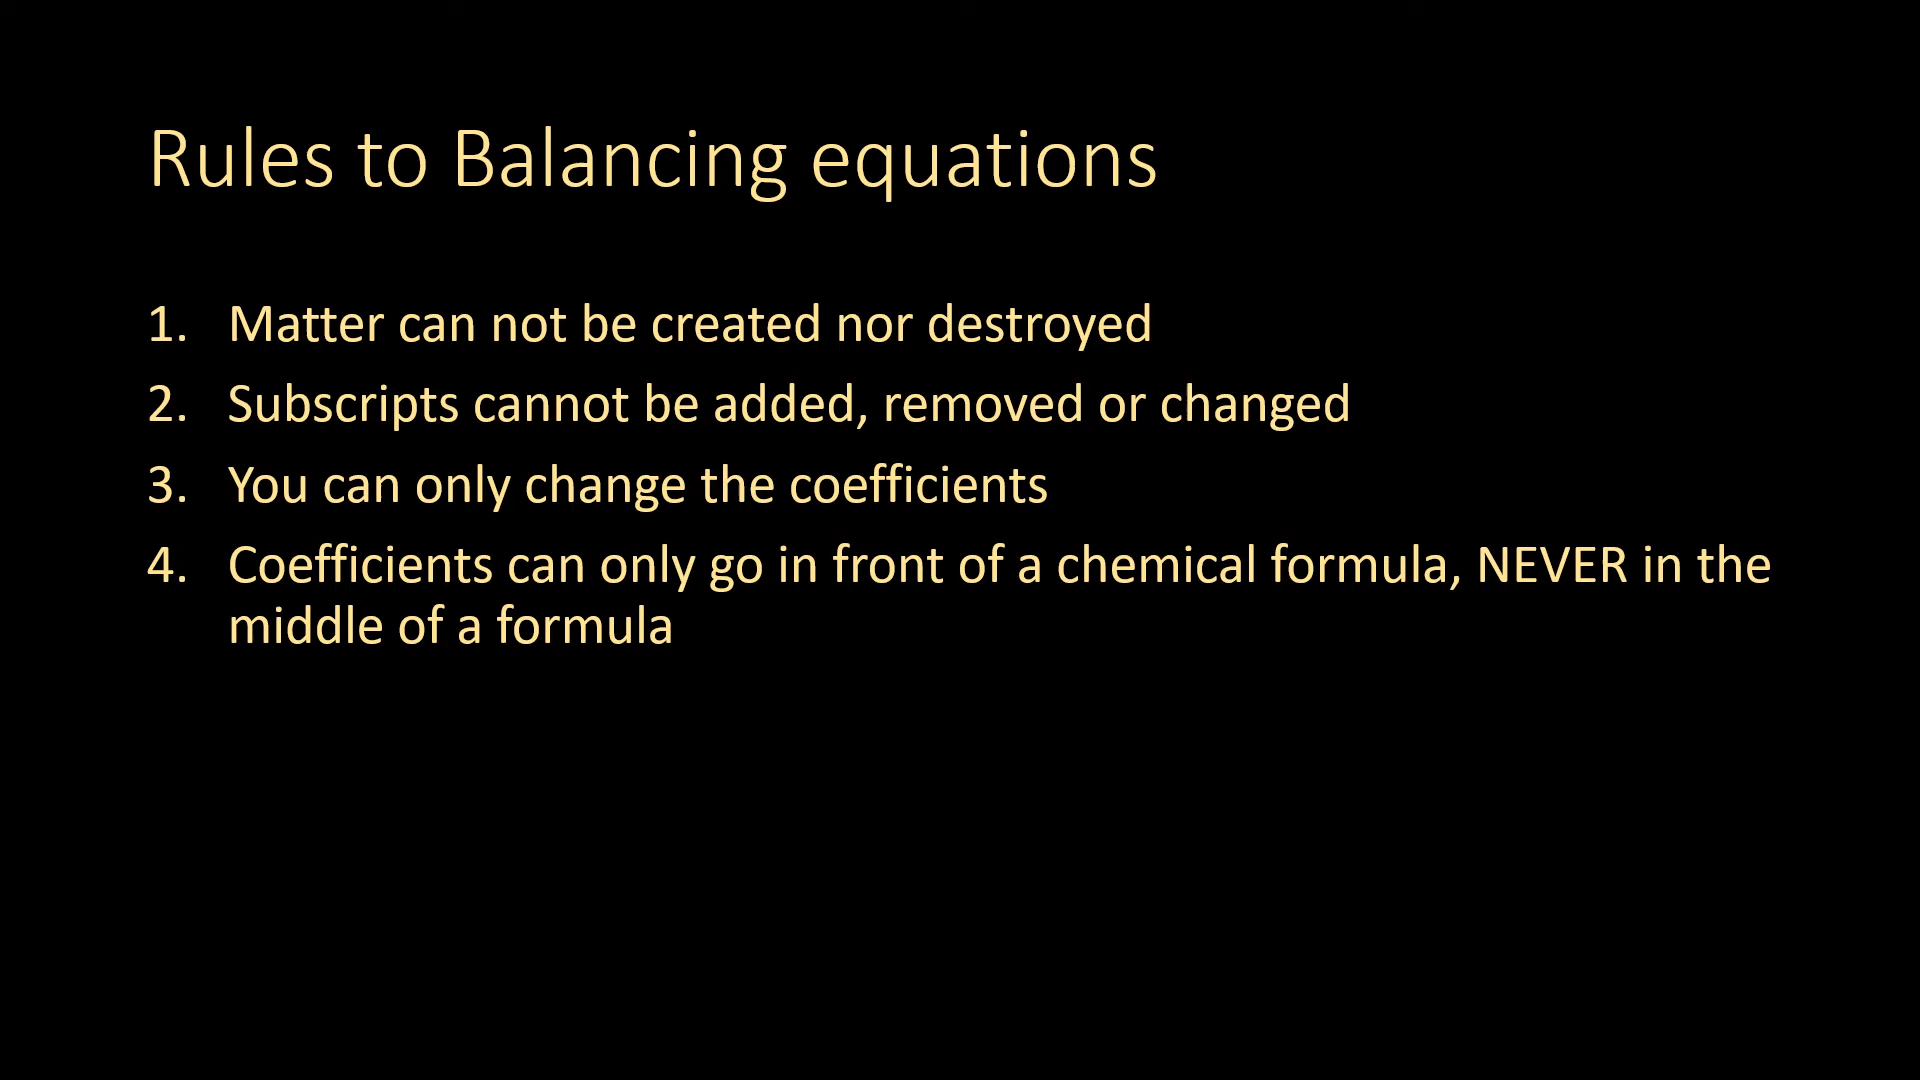 Rules to Balancing equations
1. Matter can not be created nor destroyed
2. Subscripts cannot be added, removed or changed
3. You can only change the coefficients
4. Coefficients can only go in front of a chemical formula, NEVER in the
middle of a formula